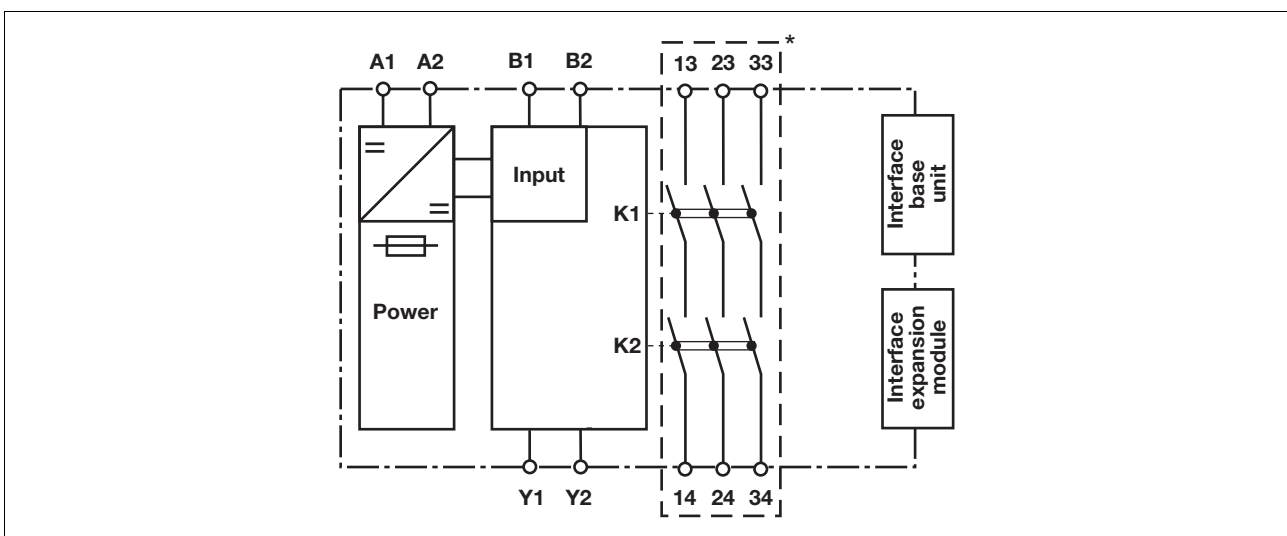 *
A1 A2 B1 B2 13 23 33
Input
K1
Power
K2
Y1 Y2 14 24 34
Interface
base
unit
Interface
expansion
module